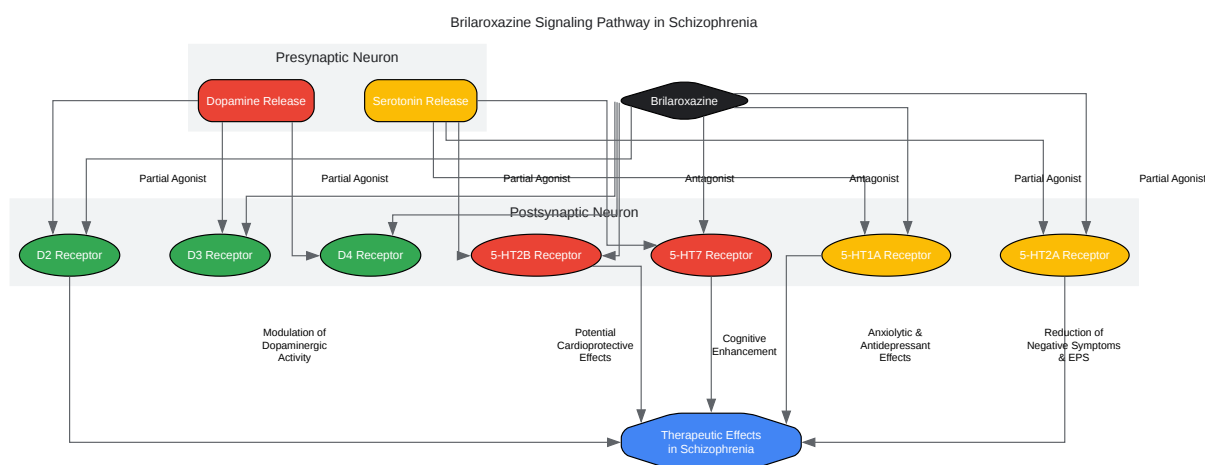 Brilaroxazine Signaling Pathway in Schizophrenia
Presynaptic Neuron
Dopamine Release
Serotonin Release
Brilaroxazine
Partial Agonist
Partial Agonist
Partial Agonist
Antagonist
Antagonist
Partial Agonist
Partial Agonist
Postsynaptic Neuron
D2 Receptor
D3 Receptor
D4 Receptor
5-HT2B Receptor
5-HT7 Receptor
5-HT1A Receptor
5-HT2A Receptor
Modulation of
Dopaminergic
Activity
Potential
Cardioprotective
Effects
Cognitive
Enhancement
Anxiolytic &
Antidepressant
Effects
Reduction of
Negative Symptoms
& EPS
Therapeutic Effects
in Schizophrenia